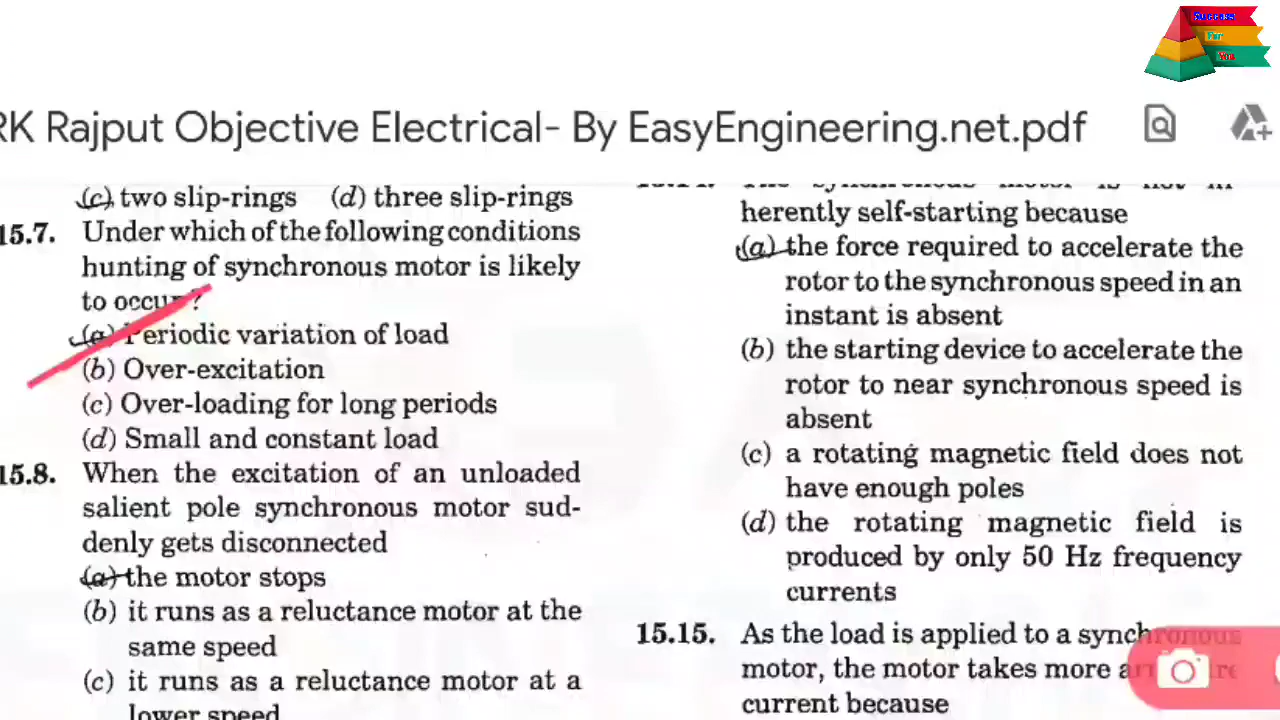 Success
For
You
RK Rajput Objective Electrical- By EasyEngineering.net.pdf
(c) two slip-rings (d) three slip-rings
15.7. Under which of the following conditions
hunting of synchronous motor is likely
to occur?
(a) Periodic variation of load
(b) Over-excitation
(c) Over-loading for long periods
(d) Small and constant load
15.8. When the excitation of an unloaded
salient pole synchronous motor sud-
denly gets disconnected
(a) the motor stops
(b) it runs as a reluctance motor at the
same speed
(c) it runs as a reluctance motor at a
lower speed
The synchronous motor is not in
herently self-starting because
(a) the force required to accelerate the
rotor to the synchronous speed in an
instant is absent
(b) the starting device to accelerate the
rotor to near synchronous speed is
absent
(c) a rotating magnetic field does not
have enough poles
(d) the rotating magnetic field is
produced by only 50 Hz frequency
currents
15.15. As the load is applied to a synchronous
motor, the motor takes more
current because